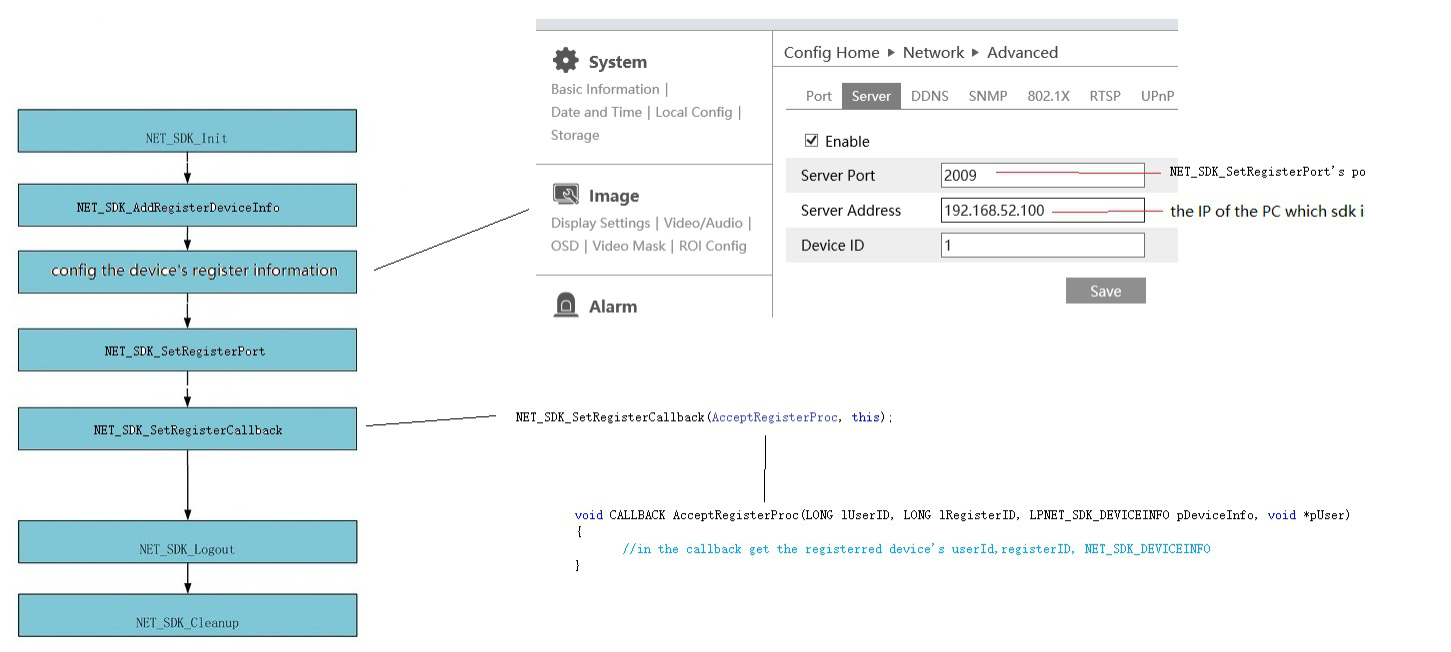 NET_SDK_Init
NET_SDK_AddRegisterDeviceInfo
config the device's register information
NET_SDK_SetRegisterPort
NET_SDK_SetRegisterCallback
NET_SDK_Logout
NET_SDK_Cleanup
System
Basic Information |
Date and Time | Local Config |
Storage
Image
Display Settings | Video/Audio |
OSD | Video Mask | ROI Config
Alarm
Config Home ▸ Network ▸ Advanced
Port Server DDNS SNMP 802.1X RTSP UPnP
Enable
Server Port 2009 NET_SDK_SetRegisterPort's po
Server Address 192.168.52.100 the IP of the PC which sdk i
Device ID 1
Save
NET_SDK_SetRegisterCallback(AcceptRegisterProc, this);
void CALLBACK AcceptRegisterProc(LONG lUserID, LONG lRegisterID, LPNET_SDK_DEVICEINFO pDeviceInfo, void *pUser)
{
//in the callback get the registerred device's userId,registerID, NET_SDK_DEVICEINFO
}